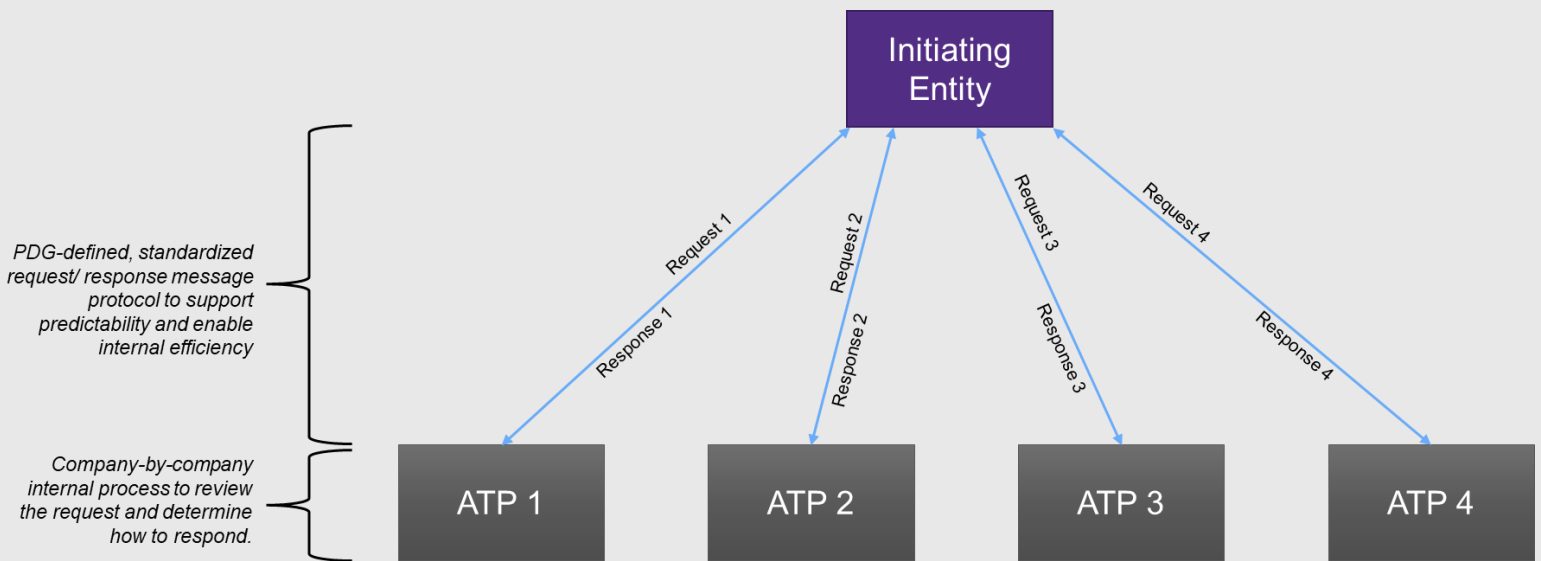 Initiating
Entity
PDG-defined, standardized
request/ response message
protocol to support
predictability and enable
internal efficiency
Request 1
Response 1
Request 2
Response 2
Request 3
Response 3
Request 4
Response 4
Company-by-company
internal process to review
the request and determine
how to respond.
ATP 1
ATP 2
ATP 3
ATP 4